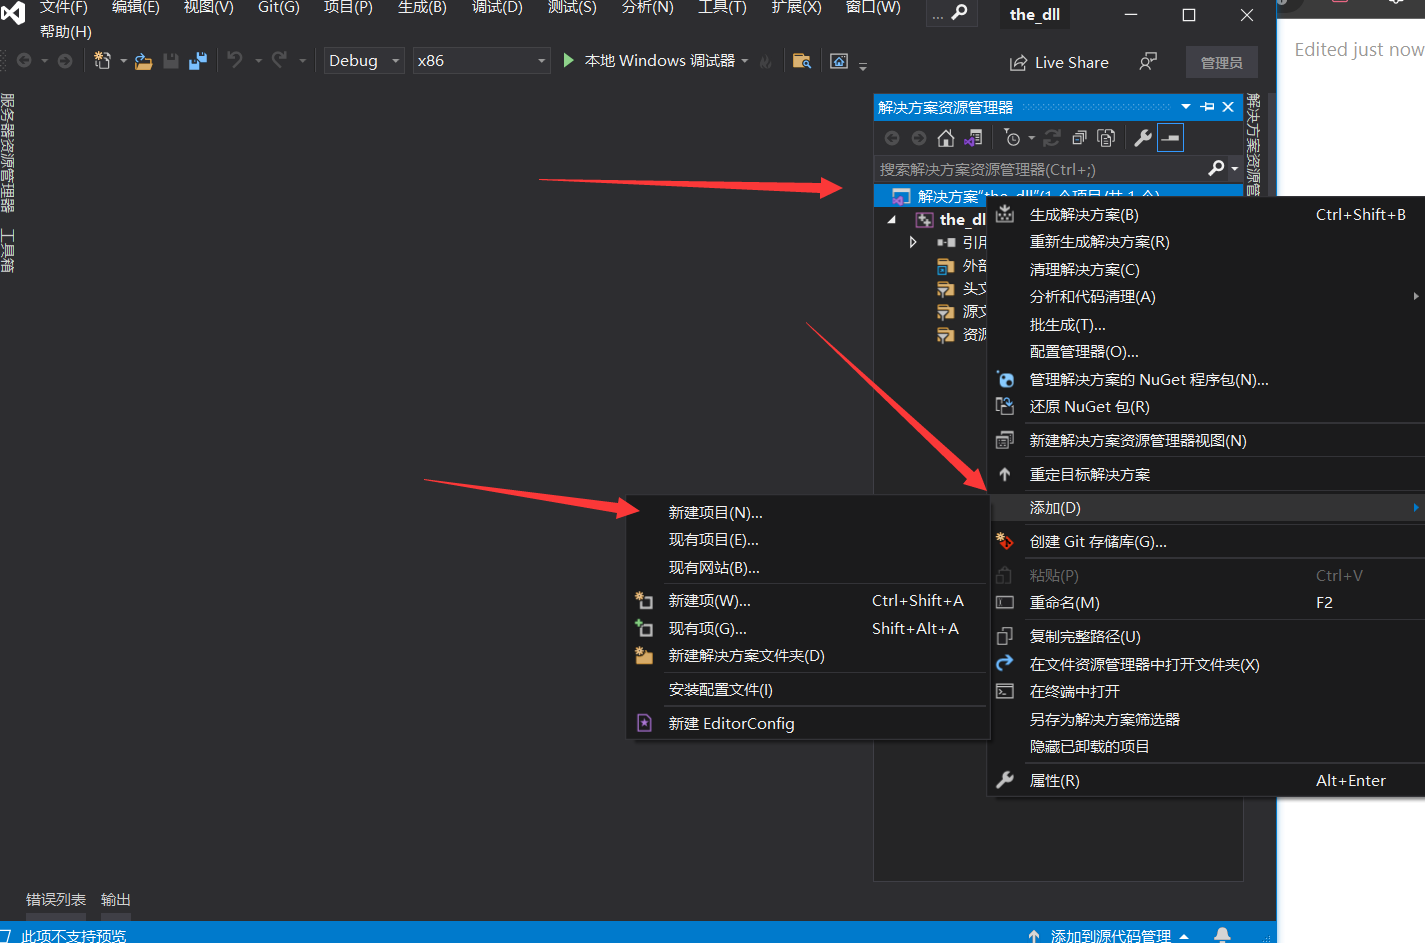 文件(F) 编辑(E) 视图(V) Git(G) 项目(P) 生成(B) 调试(D) 测试(S) 分析(N) 工具(T) 扩展(X) 窗口(W)
... the_dll
帮助(H)
Edited just now
Debug x86 本地 Windows 调试器 Live Share 管理员
服务器资源管理器
工具箱
解决方案资源管理器
解决方案资源管
搜索解决方案资源管理器(Ctrl+;)
解决方案"the_dll"(1 个项目/共 1 个)
the_dll
引用
外部
头文
源文
资源
生成解决方案(B) Ctrl+Shift+B
重新生成解决方案(R)
清理解决方案(C)
分析和代码清理(A)
批生成(T)...
配置管理器(O)...
管理解决方案的 NuGet 程序包(N)...
还原 NuGet 包(R)
新建解决方案资源管理器视图(N)
重定目标解决方案
添加(D)
创建 Git 存储库(G)...
粘贴(P) Ctrl+V
重命名(M) F2
复制完整路径(U)
在文件资源管理器中打开文件夹(X)
在终端中打开
另存为解决方案筛选器
隐藏已卸载的项目
属性(R) Alt+Enter
新建项目(N)...
现有项目(E)...
现有网站(B)...
新建项(W)... Ctrl+Shift+A
现有项(G)... Shift+Alt+A
新建解决方案文件夹(D)
安装配置文件(I)
新建 EditorConfig
错误列表 输出
此项不支持预览 添加到源代码管理